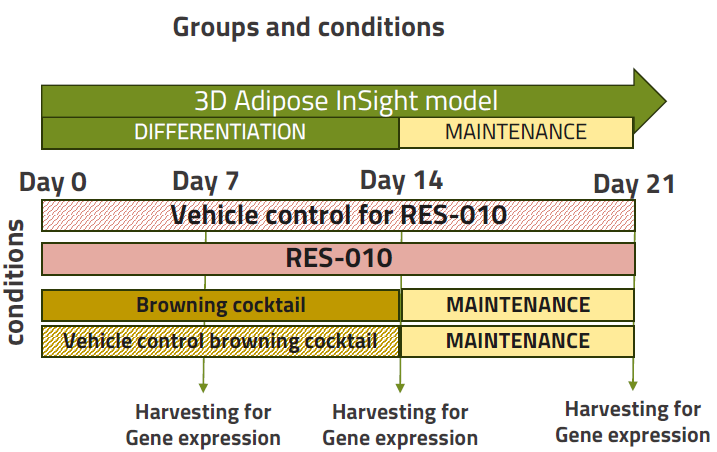 Groups and conditions
3D Adipose InSight model
DIFFERENTIATION
MAINTENANCE
Day 0
Day 7
Day 14
Day 21
conditions
Vehicle control for RES-010
RES-010
Browning cocktail
MAINTENANCE
Vehicle control browning cocktail
MAINTENANCE
Harvesting for
Gene expression
Harvesting for
Gene expression
Harvesting for
Gene expression